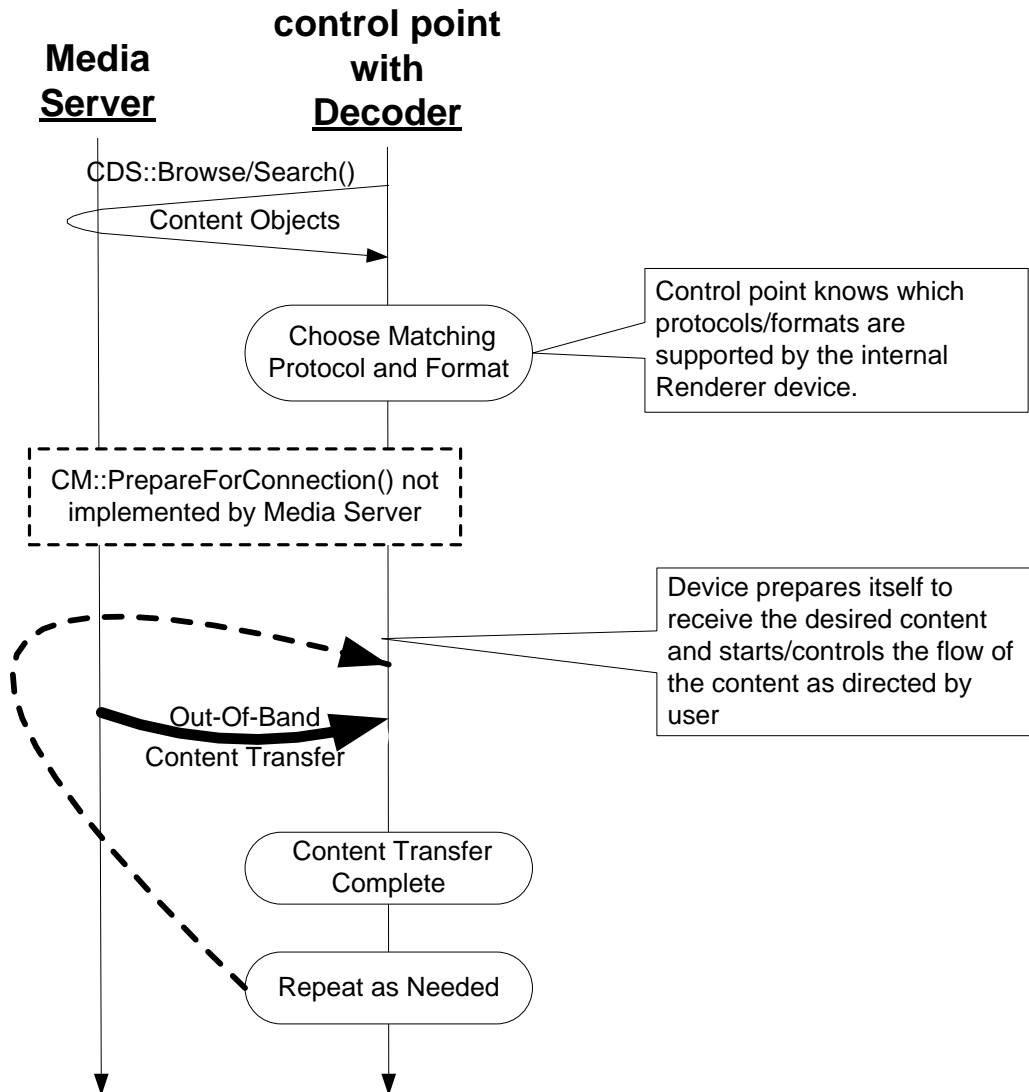 Media
Server
control point
with
Decoder
CDS::Browse/Search()
Content Objects
Choose Matching
Protocol and Format
Control point knows which
protocols/formats are
supported by the internal
Renderer device.
CM::PrepareForConnection() not
implemented by Media Server
Device prepares itself to
receive the desired content
and starts/controls the flow of
the content as directed by
user
Out-Of-Band
Content Transfer
Content Transfer
Complete
Repeat as Needed